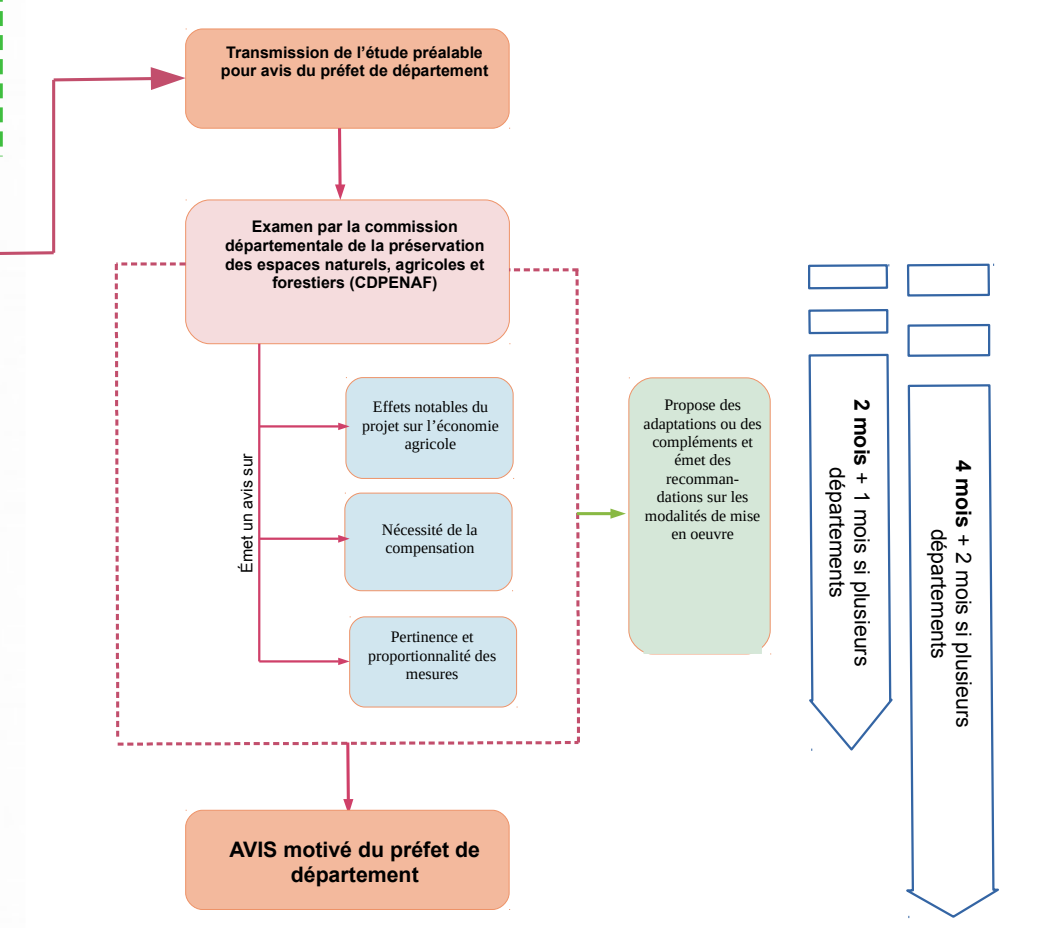 Transmission de l’étude préalable
pour avis du préfet de département
Examen par la commission
départementale de la préservation
des espaces naturels, agricoles et
forestiers (CDPENAF)
Émet un avis sur
Effets notables du
projet sur l’économie
agricole
Nécessité de la
compensation
Pertinence et
proportionnalité des
mesures
Propose des
adaptations ou des
compléments et
émet des
recomman-
dations sur les
modalités de mise
en oeuvre
2 mois + 1 mois si plusieurs
départements
4 mois + 2 mois si plusieurs
départements
AVIS motivé du préfet de
département